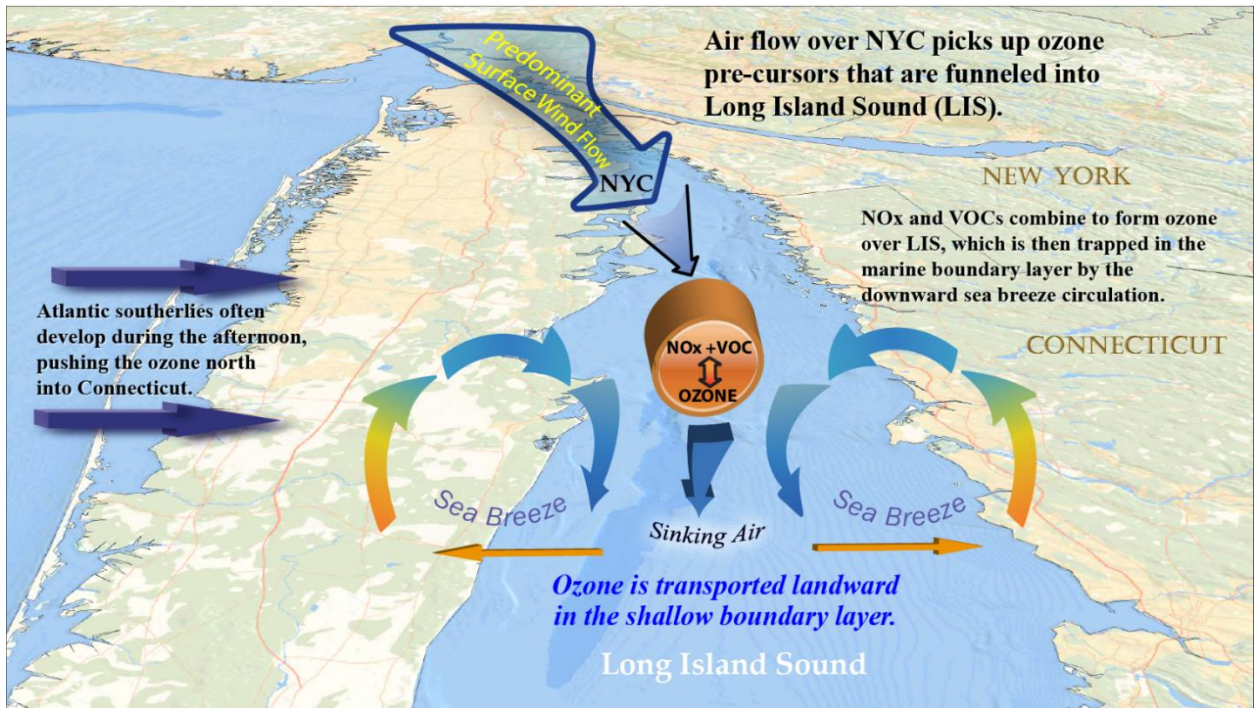 Predominant
Surface Wind Flow
NYC
Air flow over NYC picks up ozone
pre-cursors that are funneled into
Long Island Sound (LIS).
NEW YORK
NOx and VOCs combine to form ozone
over LIS, which is then trapped in the
marine boundary layer by the
downward sea breeze circulation.
CONNECTICUT
Atlantic southerlies often
develop during the afternoon,
pushing the ozone north
into Connecticut.
NOx +VOC
OZONE
Sea Breeze
Sinking Air
Sea Breeze
Ozone is transported landward
in the shallow boundary layer.
Long Island Sound